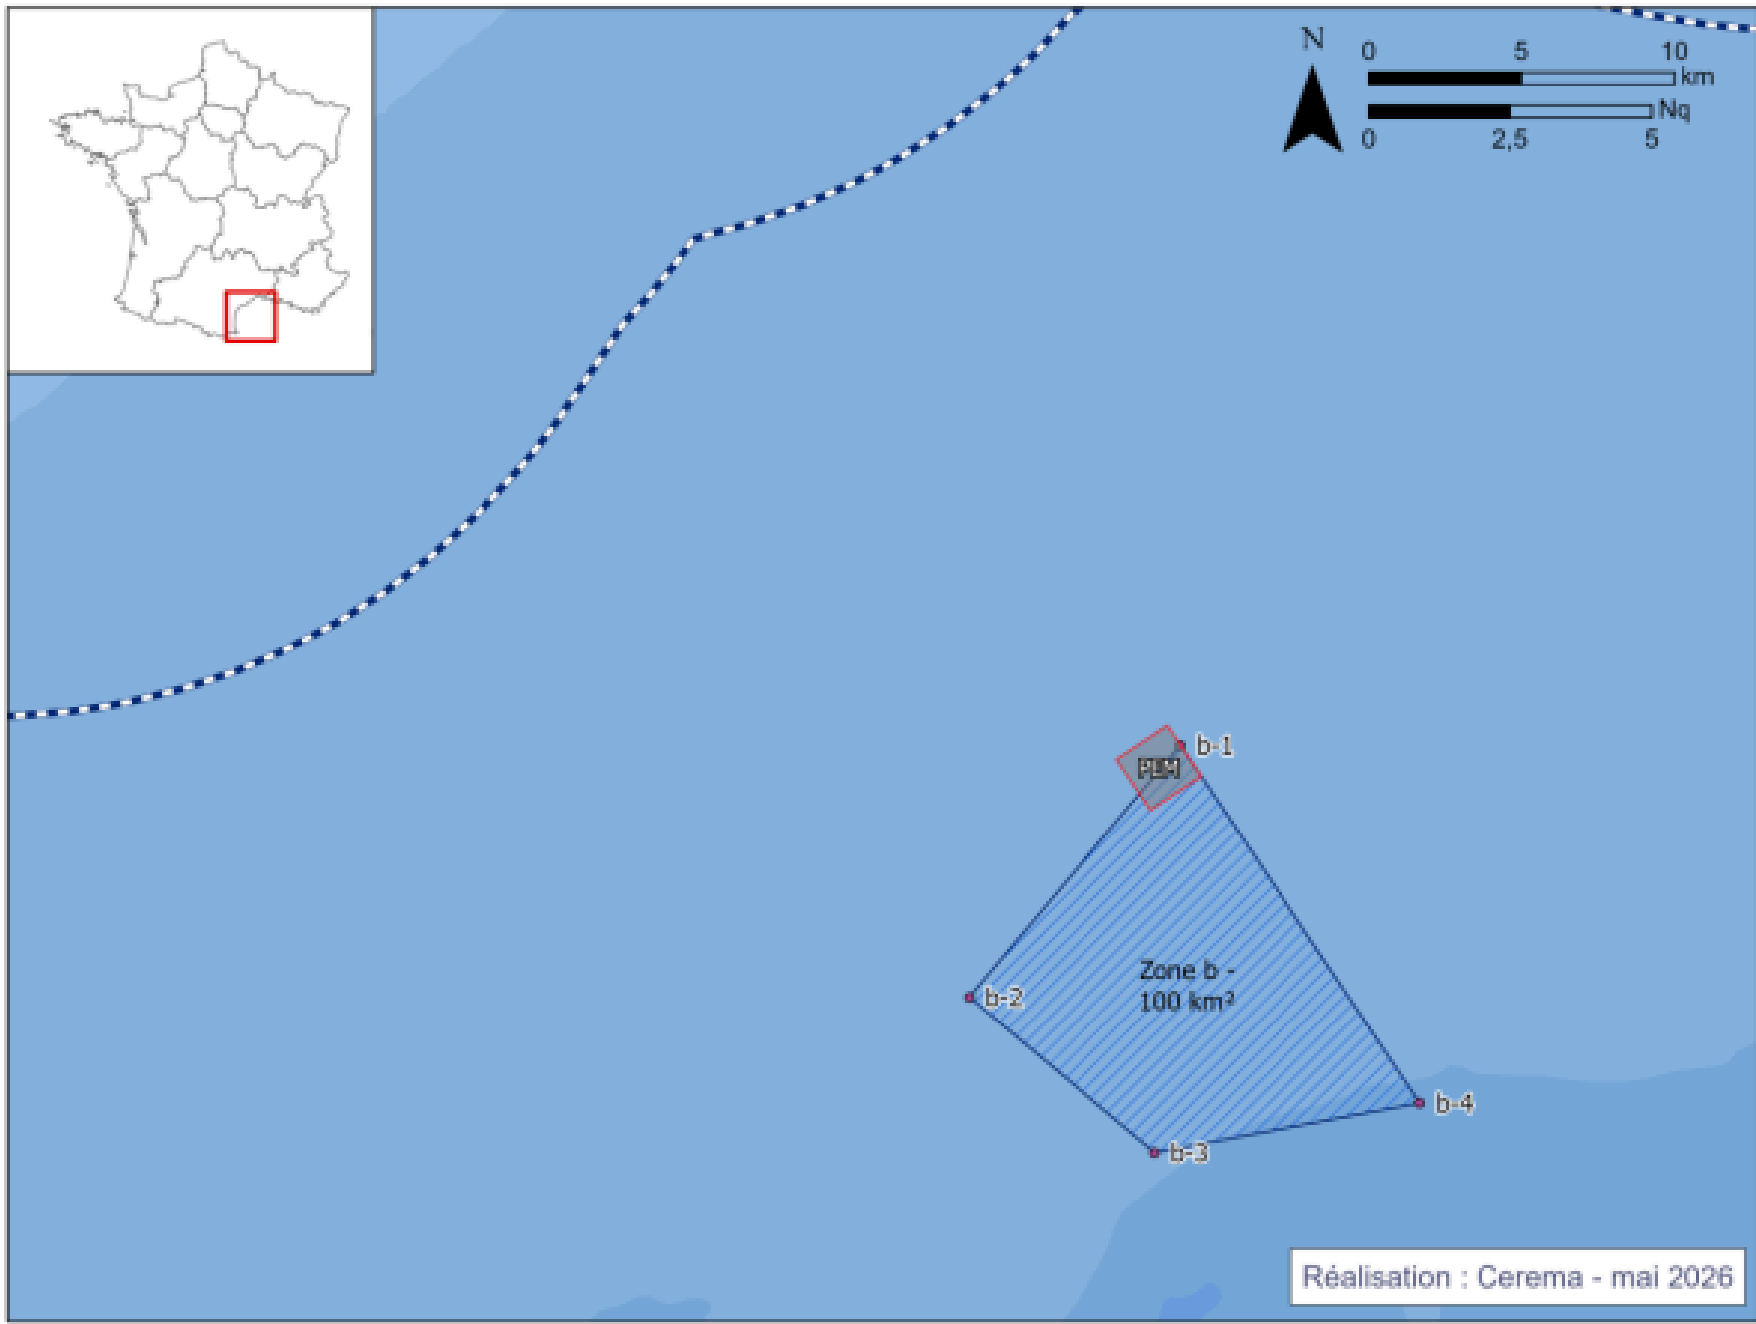 N
0 5 10
km
Nq
0 2,5 5
b-1
PEM
Zone b -
100 km²
b-2
b-4
b-3
Réalisation : Cerema - mai 2026